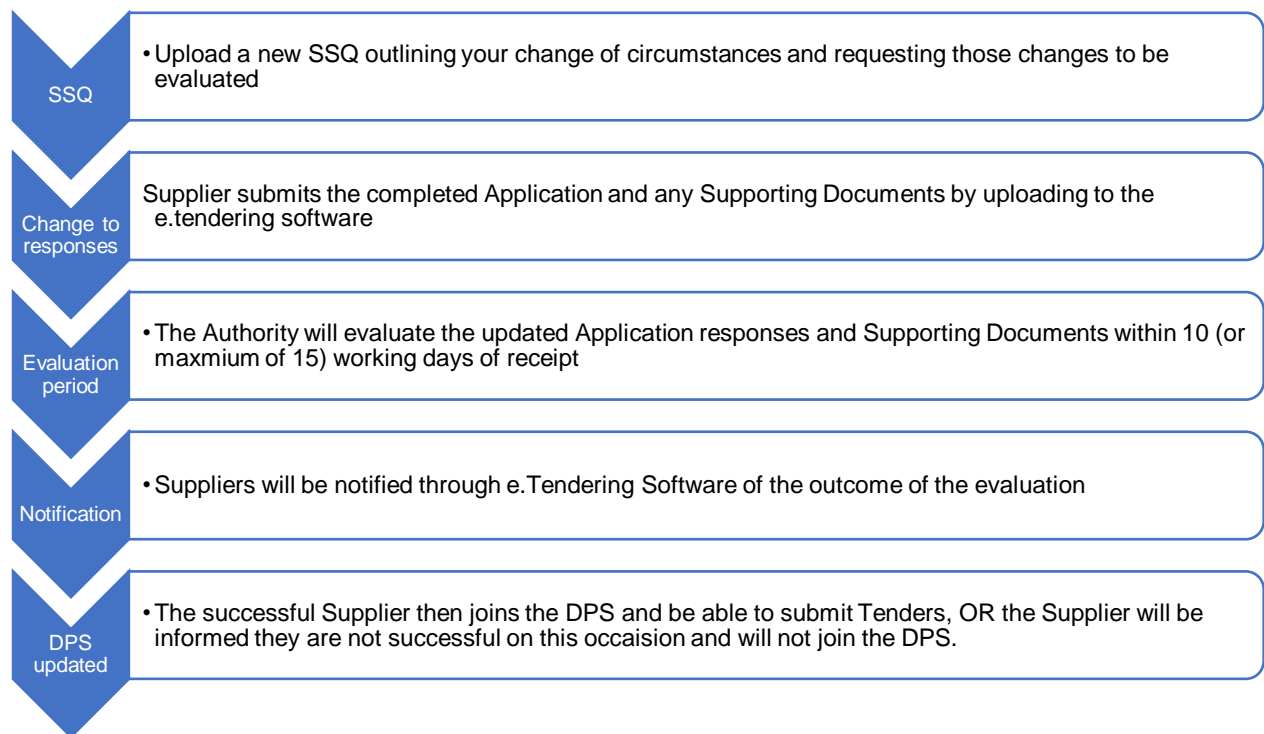 SSQ
• Upload a new SSQ outlining your change of circumstances and requesting those changes to be
evaluated
Change to
responses
Supplier submits the completed Application and any Supporting Documents by uploading to the
e.tendering software
Evaluation
period
• The Authority will evaluate the updated Application responses and Supporting Documents within 10 (or
maxmium of 15) working days of receipt
Notification
• Suppliers will be notified through e.Tendering Software of the outcome of the evaluation
DPS
updated
• The successful Supplier then joins the DPS and be able to submit Tenders, OR the Supplier will be
informed they are not successful on this occaision and will not join the DPS.